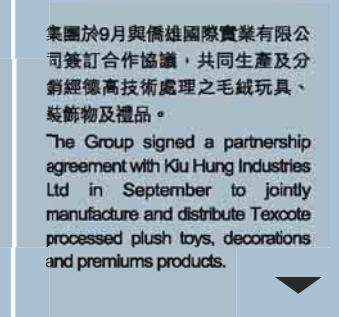 集團於9月與僑雄國際實業有限公
司簽訂合作協議，共同生產及分
銷經德高技術處理之毛絨玩具、
裝飾物及禮品。
The Group signed a partnership
agreement with Kiu Hung Industries
Ltd in September to jointly
manufacture and distribute Texcote
processed plush toys, decorations
and premiums products.